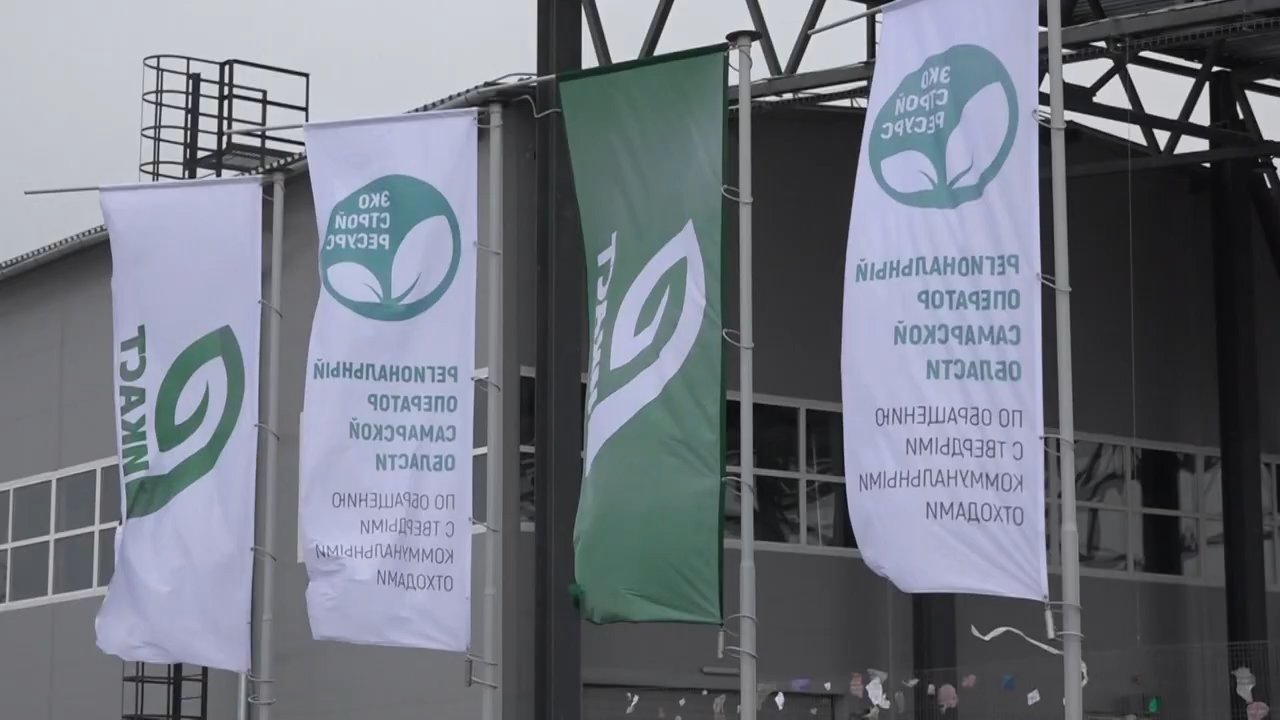 ТЭКАСТ
ЭКО
СТРОЙ
РЕСУРС
РЕГИОНАЛЬНЫЙ
ОПЕРАТОР
САМАРСКОЙ
ОБЛАСТИ
ПО ОБРАЩЕНИЮ
С ТВЕРДЫМИ
КОММУНАЛЬНЫМИ
ОТХОДАМИ
ЭКО
СТРОЙ
РЕСУРС
РЕГИОНАЛЬНЫЙ
ОПЕРАТОР
САМАРСКОЙ
ОБЛАСТИ
ПО ОБРАЩЕНИЮ
С ТВЕРДЫМИ
КОММУНАЛЬНЫМИ
ОТХОДАМИ